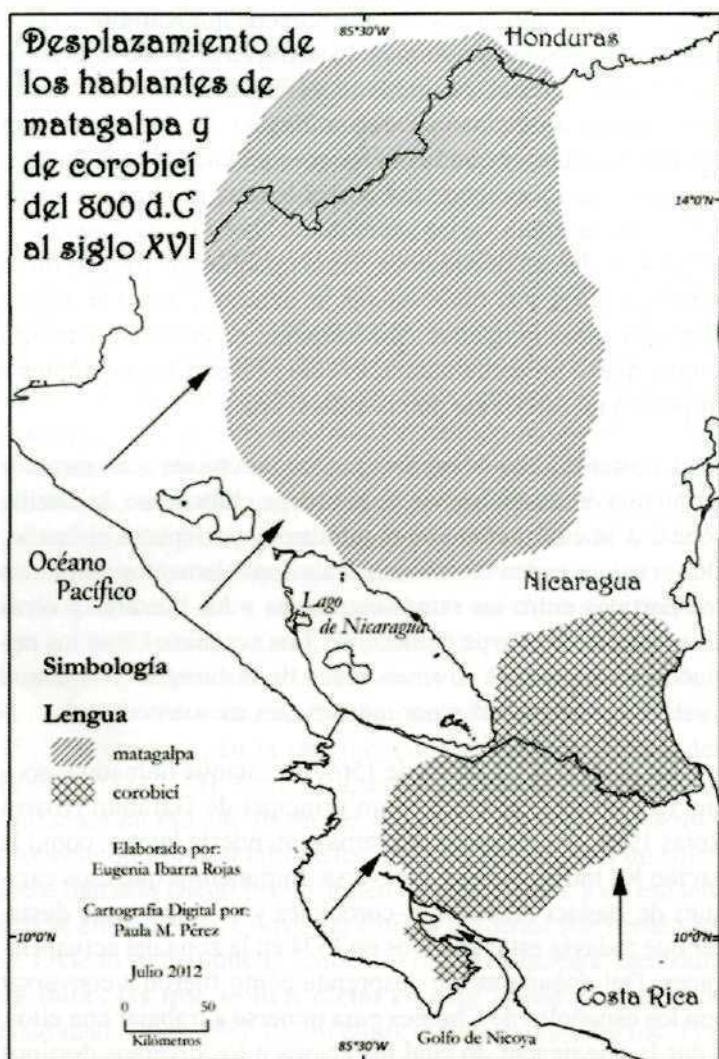 Desplazamiento de
los hablantes de
matagalpa y
de corobicí
del 800 d.C
al siglo XVI
85°30'W
Honduras
14°0'N
Océano
Pacífico
Nicaragua
Lago
de Nicaragua
Simbología
Lengua
matagalpa
corobicí
Elaborado por:
Eugenia Ibarra Rojas
Cartografía Digital por:
Paula M. Pérez
Julio 2012
0 50
Kilómetros
10°0'N
10°0'N
Costa Rica
Golfo de Nicoya
85°30'W